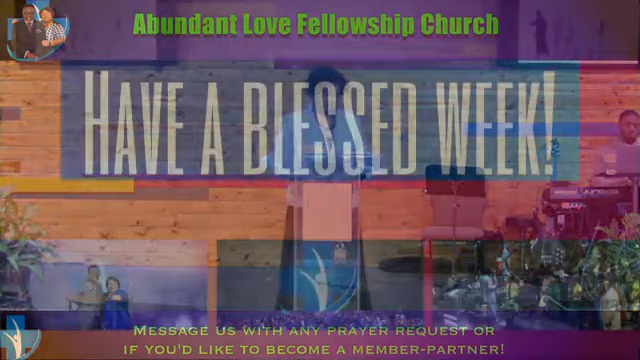 Abundant Love Fellowship Church
HAVE A BLESSED WEEK!
MESSAGE US WITH ANY PRAYER REQUEST OR
IF YOU'D LIKE TO BECOME A MEMBER-PARTNER!